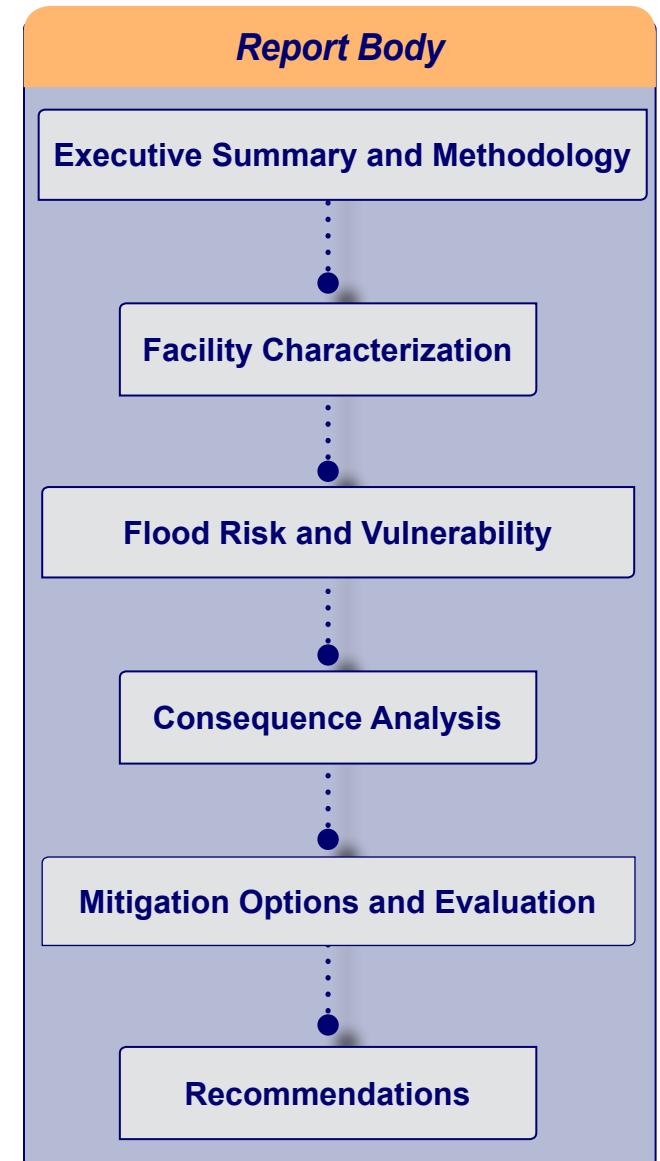 Report Body
Executive Summary and Methodology
Facility Characterization
Flood Risk and Vulnerability
Consequence Analysis
Mitigation Options and Evaluation
Recommendations